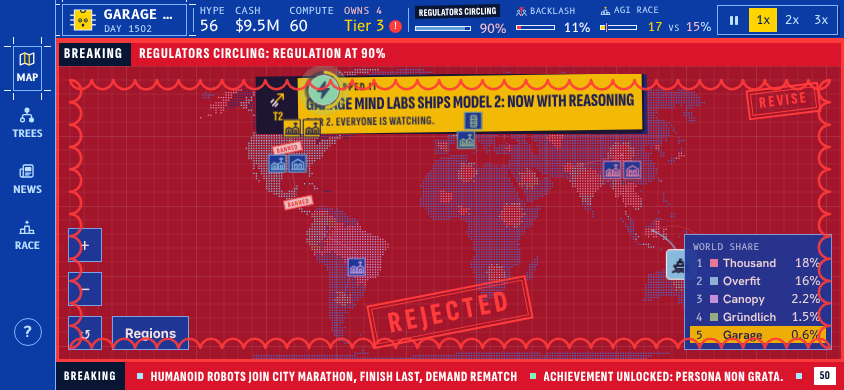 GARAGE ...
DAY 1502
HYPE
56
CASH
$9.5M
COMPUTE
60
OWNS 4
Tier 3 !
REGULATORS CIRCLING
90%
BACKLASH
11%
AGI RACE
17 VS 15%
1x 2x 3x
BREAKING REGULATORS CIRCLING: REGULATION AT 90%
MAP
TREES
NEWS
RACE
?
T2
GARAGE MIND LABS SHIPS MODEL 2: NOW WITH REASONING
TIER 2. EVERYONE IS WATCHING.
REVISE
BANNED
BANNED
REJECTED
+
−
Regions
WORLD SHARE
1 Thousand 18%
2 Overfit 16%
3 Canopy 2.2%
4 Gründlich 1.5%
5 Garage 0.6%
BREAKING HUMANOID ROBOTS JOIN CITY MARATHON, FINISH LAST, DEMAND REMATCH ACHIEVEMENT UNLOCKED: PERSONA NON GRATA. 50